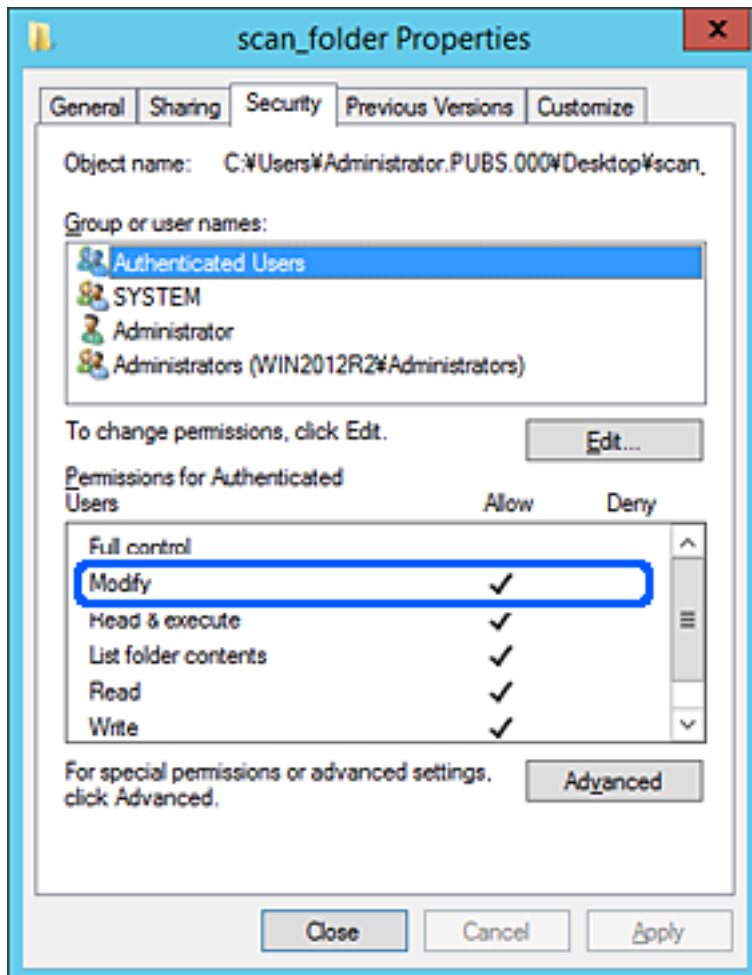 scan_folder Properties
General Sharing Security Previous Versions Customize
Object name: C:¥Users¥Administrator.PUBS.000¥Desktop¥scan_
Group or user names:
Authenticated Users
SYSTEM
Administrator
Administrators (WIN2012R2¥Administrators)
To change permissions, click Edit.
Edit...
Permissions for Authenticated
Users Allow Deny
Full control
Modify
Read & execute
List folder contents
Read
Write
For special permissions or advanced settings,
click Advanced.
Advanced
Close Cancel Apply